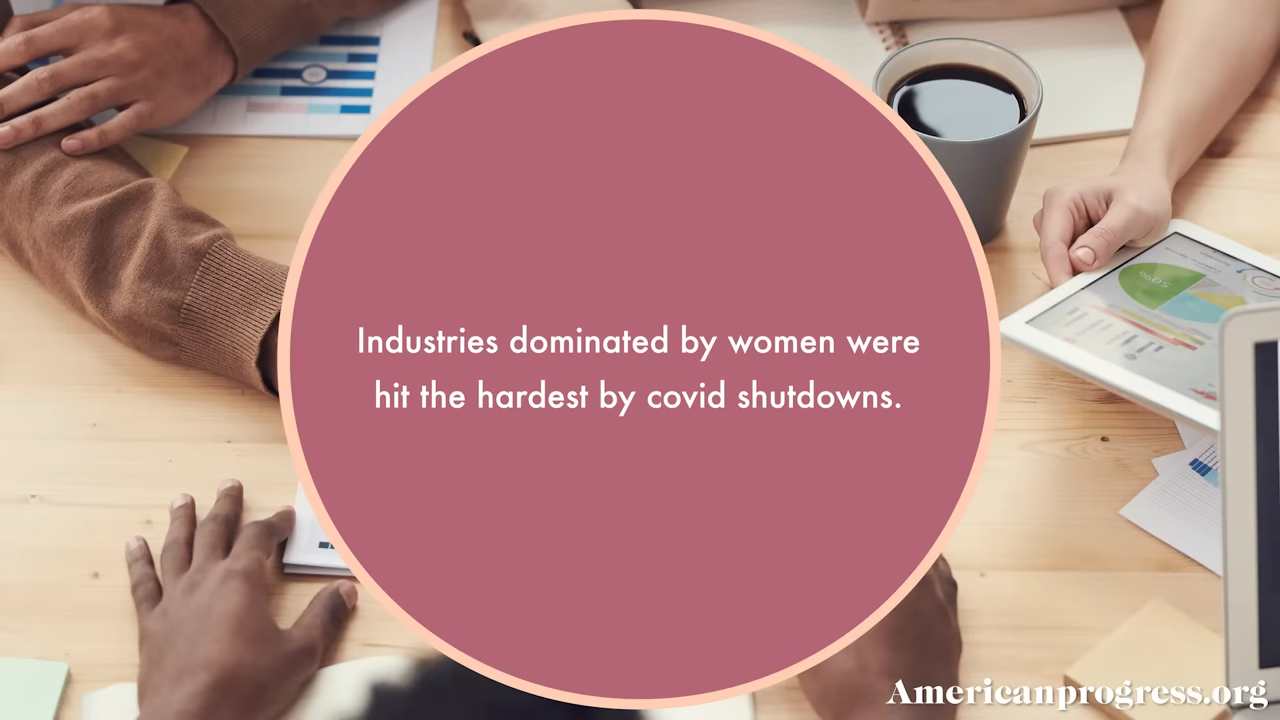 Industries dominated by women were
hit the hardest by covid shutdowns.
Americanprogress.org